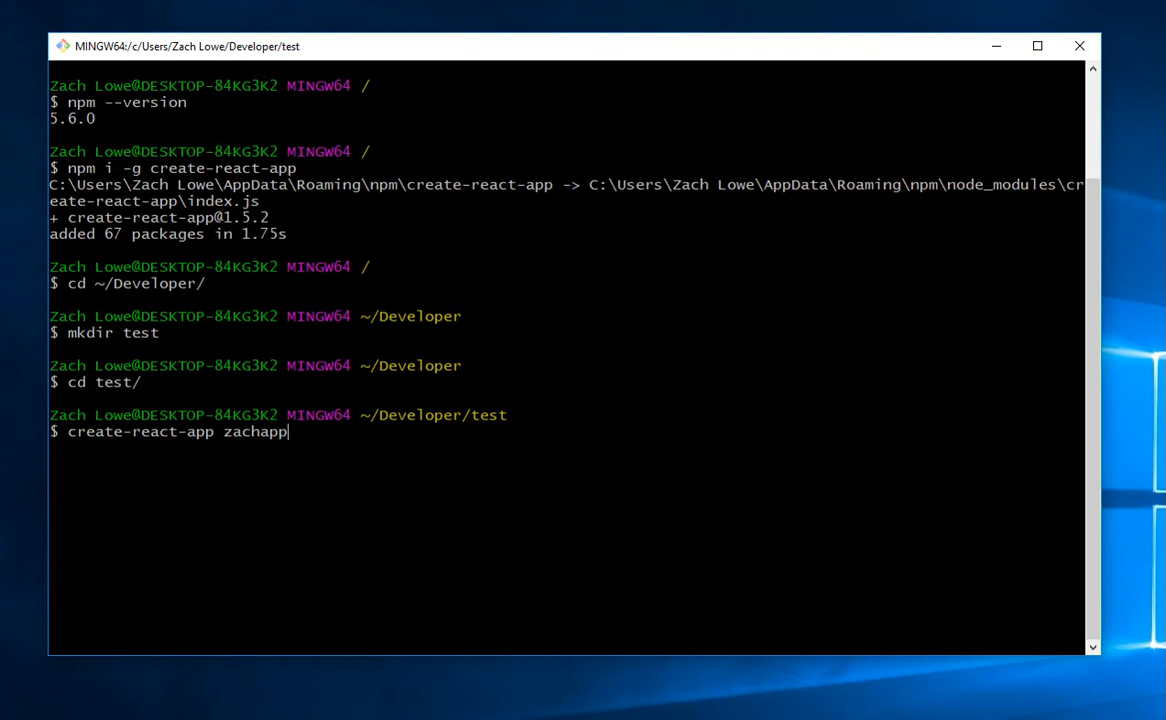 MINGW64:/c/Users/Zach Lowe/Developer/test
Zach Lowe@DESKTOP-84KG3K2 MINGW64 /
$ npm --version
5.6.0
Zach Lowe@DESKTOP-84KG3K2 MINGW64 /
$ npm i -g create-react-app
C:\Users\Zach Lowe\AppData\Roaming\npm\create-react-app -> C:\Users\Zach Lowe\AppData\Roaming\npm\node_modules\cr
eate-react-app\index.js
+ create-react-app@1.5.2
added 67 packages in 1.75s
Zach Lowe@DESKTOP-84KG3K2 MINGW64 /
$ cd ~/Developer/
Zach Lowe@DESKTOP-84KG3K2 MINGW64 ~/Developer
$ mkdir test
Zach Lowe@DESKTOP-84KG3K2 MINGW64 ~/Developer
$ cd test/
Zach Lowe@DESKTOP-84KG3K2 MINGW64 ~/Developer/test
$ create-react-app zachapp